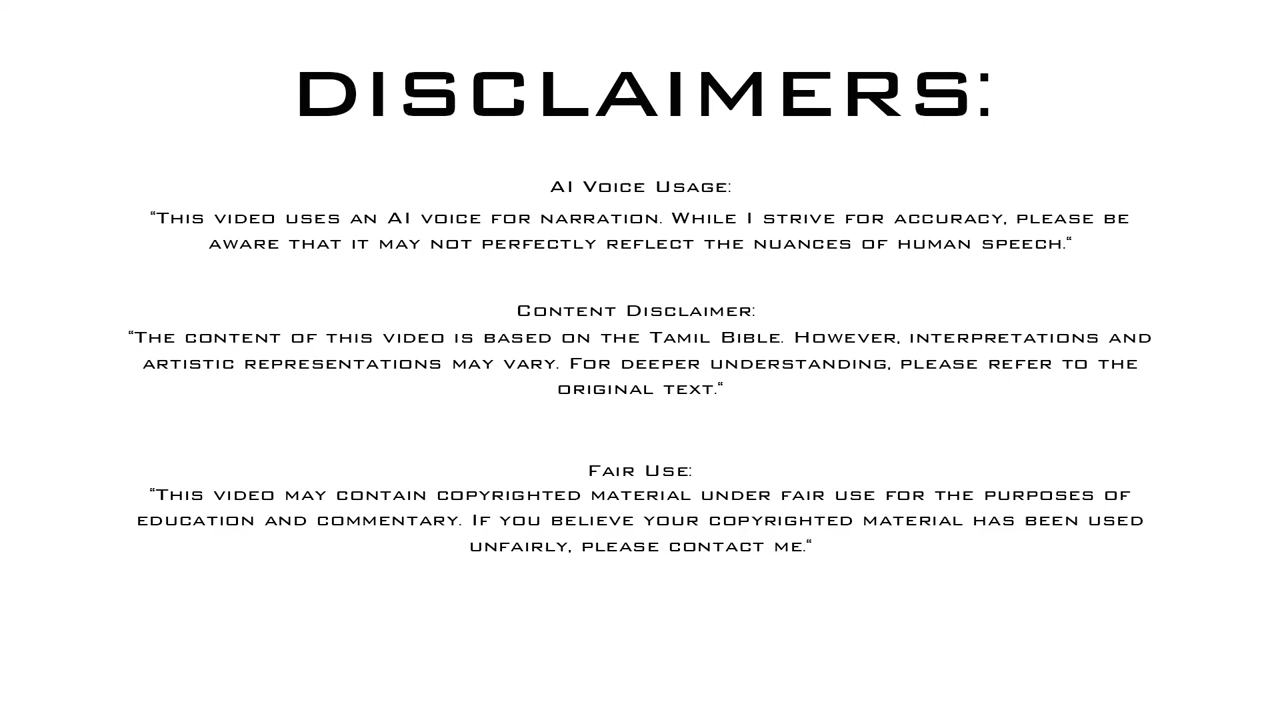 DISCLAIMERS:
AI Voice Usage:
“This video uses an AI voice for narration. While I strive for accuracy, please be
aware that it may not perfectly reflect the nuances of human speech.“
Content Disclaimer:
“The content of this video is based on the Tamil Bible. However, interpretations and
artistic representations may vary. For deeper understanding, please refer to the
original text.“
Fair Use:
“This video may contain copyrighted material under fair use for the purposes of
education and commentary. If you believe your copyrighted material has been used
unfairly, please contact me.“